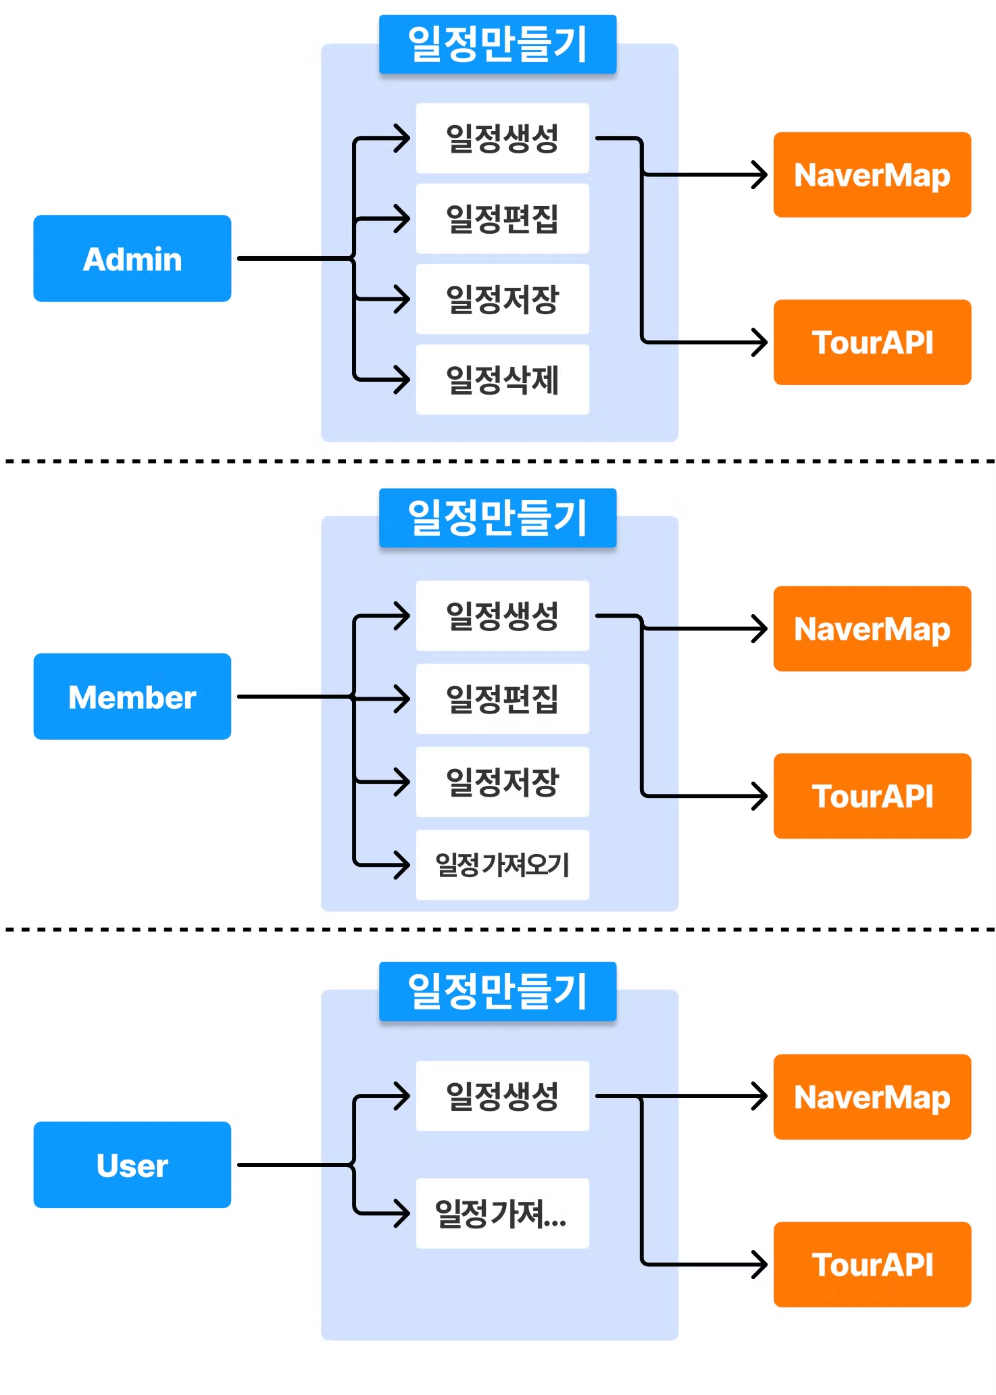 일정만들기
Admin
일정생성
일정편집
일정저장
일정삭제
NaverMap
TourAPI
일정만들기
Member
일정생성
일정편집
일정저장
일정 가져오기
NaverMap
TourAPI
일정만들기
User
일정생성
일정 가져...
NaverMap
TourAPI